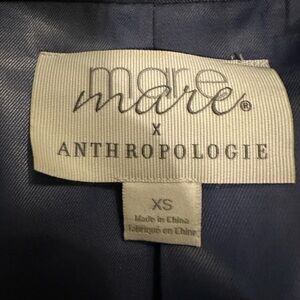 mare
mare®
X
ANTHROPOLOGIE
XS
Made in China
Fabriqué en Chine